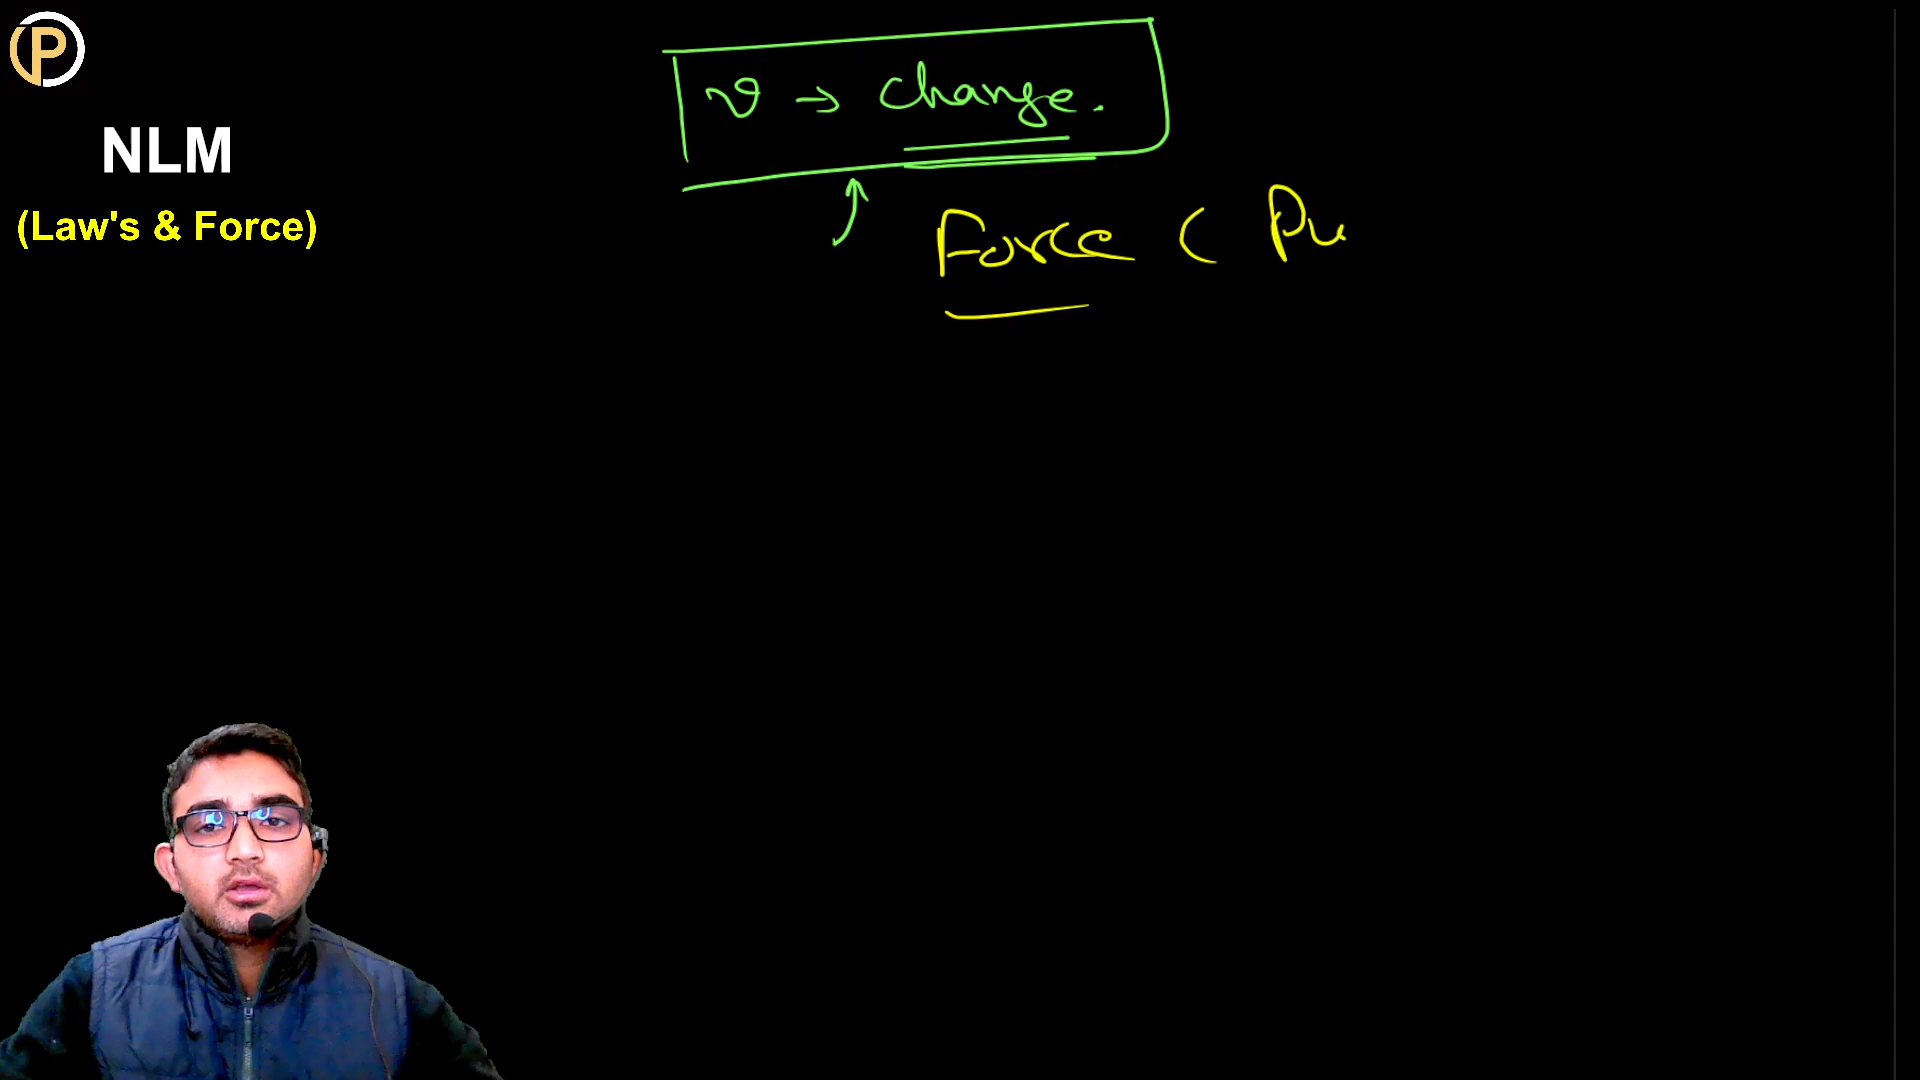 P
NLM
(Law's & Force)
v → change.
Force ( Pu